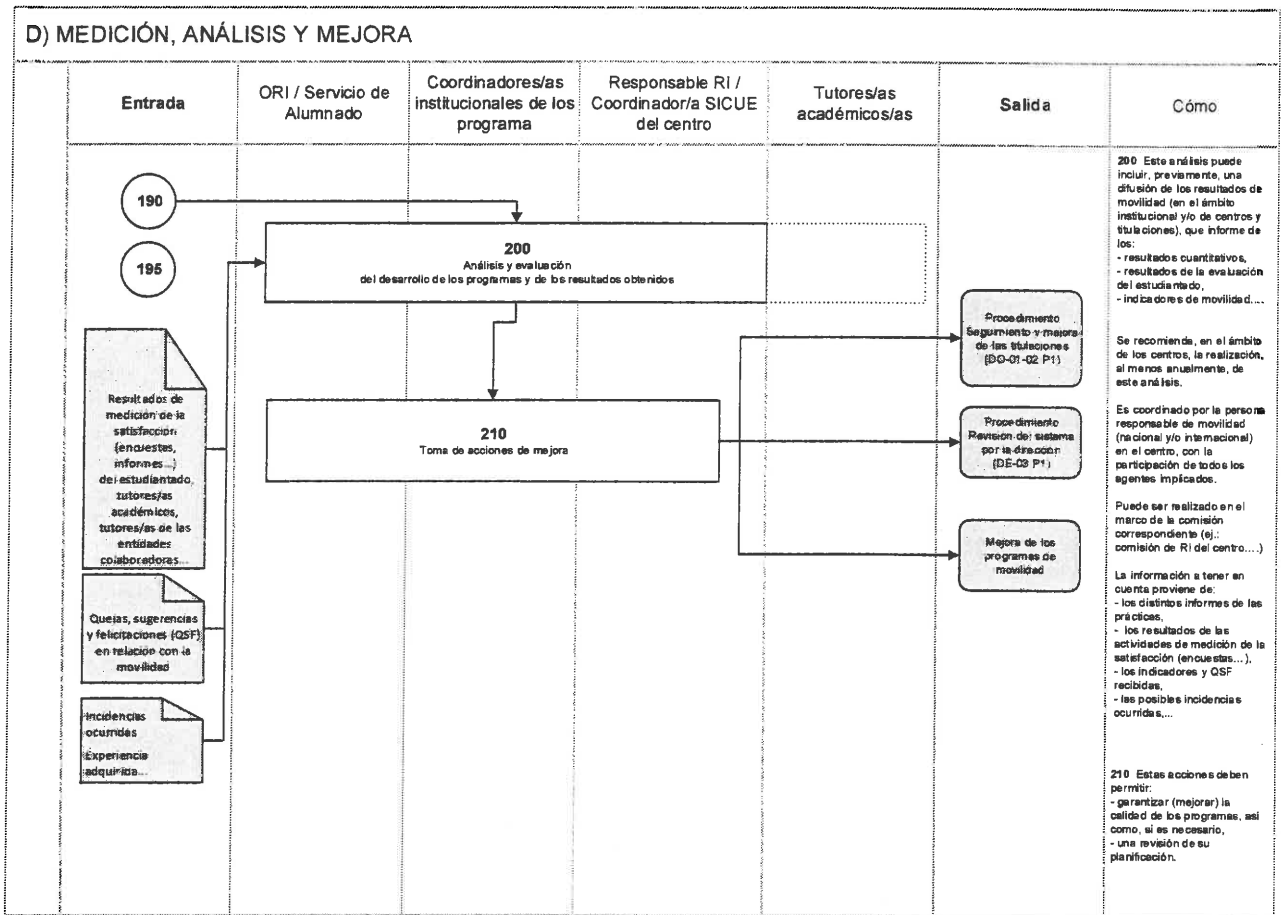 D) MEDICIÓN, ANÁLISIS Y MEJORA
Entrada
ORI / Servicio de
Alumnado
Coordinadores/as
institucionales de los
programa
Responsable RI /
Coordinador/a SICUE
del centro
Tutores/as
académicos/as
Salida
Cómo
190
195
200
Análisis y evaluación
del desarrollo de los programas y de los resultados obtenidos
210
Toma de acciones de mejora
Resultados de
medición de la
satisfacción
(encuestas,
informes...)
del estudiantado,
tutores/as
académicos,
tutores/as de las
entidades
colaboradoras...
Quejas, sugerencias
y felicitaciones (QSF)
en relación con la
movilidad
Incidencias
ocurridas
Experiencia
adquirida...
Procedimiento
Seguimiento y mejora
de las titulaciones
(DO-01-02 P1)
Procedimiento
Revisión del sistema
por la dirección
(DE-03 P1)
Mejora de los
programas de
movilidad
200 Este análisis puede
incluir, previamente, una
difusión de los resultados de
movilidad (en el ámbito
institucional y/o de centros y
titulaciones), que informe de
los:
- resultados cuantitativos,
- resultados de la evaluación
del estudiantado,
- indicadores de movilidad....
Se recomienda, en el ámbito
de los centros, la realización,
al menos anualmente, de
este análisis.
Es coordinado por la persona
responsable de movilidad
(nacional y/o internacional)
en el centro, con la
participación de todos los
agentes implicados.
Puede ser realizado en el
marco de la comisión
correspondiente (ej.:
comisión de RI del centro....)
La información a tener en
cuenta proviene de:
- los distintos informes de las
prácticas,
- los resultados de las
actividades de medición de la
satisfacción (encuestas...),
- los indicadores y QSF
recibidas,
- las posibles incidencias
ocurridas,...
210 Estas acciones deben
permitir:
- garantizar (mejorar) la
calidad de los programas, así
como, si es necesario,
- una revisión de su
planificación.